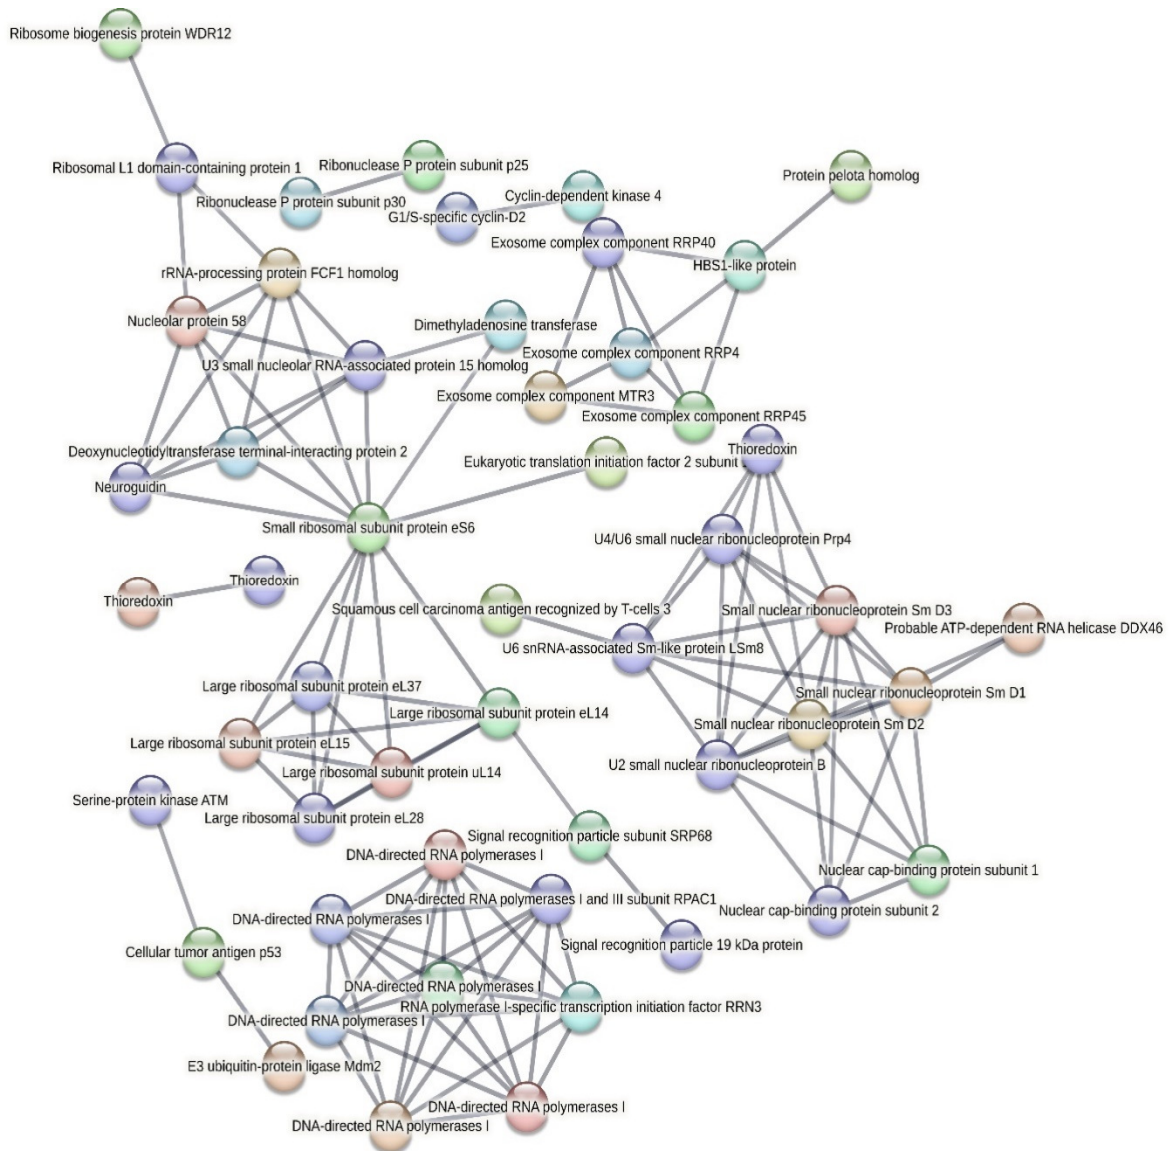 Ribosome biogenesis protein WDR12
Ribosomal L1 domain-containing protein 1
Ribonuclease P protein subunit p25
Ribonuclease P protein subunit p30
Cyclin-dependent kinase 4
G1/S-specific cyclin-D2
Protein pelota homolog
Exosome complex component RRP40
HBS1-like protein
rRNA-processing protein FCF1 homolog
Nucleolar protein 58
Dimethyladenosine transferase
Exosome complex component RRP4
U3 small nucleolar RNA-associated protein 15 homolog
Exosome complex component MTR3
Exosome complex component RRP45
Thioredoxin
Deoxynucleotidyltransferase terminal-interacting protein 2
Eukaryotic translation initiation factor 2 subunit
Neuroguidin
Small ribosomal subunit protein eS6
U4/U6 small nuclear ribonucleoprotein Prp4
Thioredoxin
Thioredoxin
Squamous cell carcinoma antigen recognized by T-cells 3
Small nuclear ribonucleoprotein Sm D3
Probable ATP-dependent RNA helicase DDX46
U6 snRNA-associated Sm-like protein LSm8
Large ribosomal subunit protein eL37
Small nuclear ribonucleoprotein Sm D1
Large ribosomal subunit protein eL14
Small nuclear ribonucleoprotein Sm D2
Large ribosomal subunit protein eL15
U2 small nuclear ribonucleoprotein B
Large ribosomal subunit protein uL14
Serine-protein kinase ATM
Large ribosomal subunit protein eL28
Signal recognition particle subunit SRP68
DNA-directed RNA polymerases I
Nuclear cap-binding protein subunit 1
DNA-directed RNA polymerases I and III subunit RPAC1
Nuclear cap-binding protein subunit 2
DNA-directed RNA polymerases I
Signal recognition particle 19 kDa protein
Cellular tumor antigen p53
DNA-directed RNA polymerases I
RNA polymerase I-specific transcription initiation factor RRN3
DNA-directed RNA polymerases I
E3 ubiquitin-protein ligase Mdm2
DNA-directed RNA polymerases I
DNA-directed RNA polymerases I